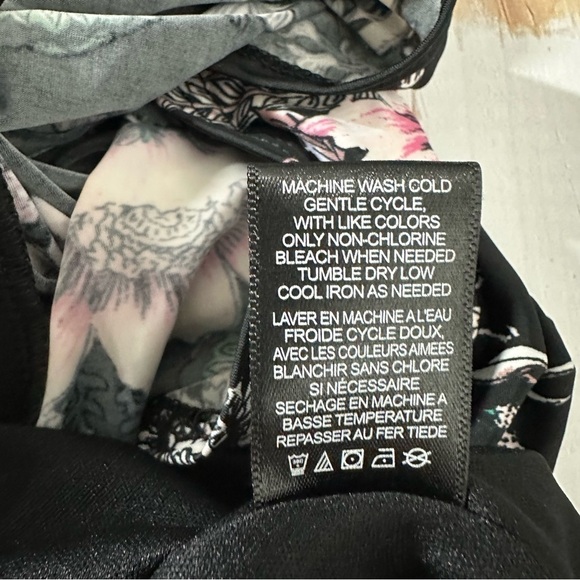 MACHINE WASH COLD
GENTLE CYCLE,
WITH LIKE COLORS
ONLY NON-CHLORINE
BLEACH WHEN NEEDED
TUMBLE DRY LOW
COOL IRON AS NEEDED
LAVER EN MACHINE A L'EAU
FROIDE CYCLE DOUX,
AVEC LES COULEURS AIMEES
BLANCHIR SANS CHLORE
SI NÉCESSAIRE
SECHAGE EN MACHINE A
BASSE TEMPERATURE
REPASSER AU FER TIEDE